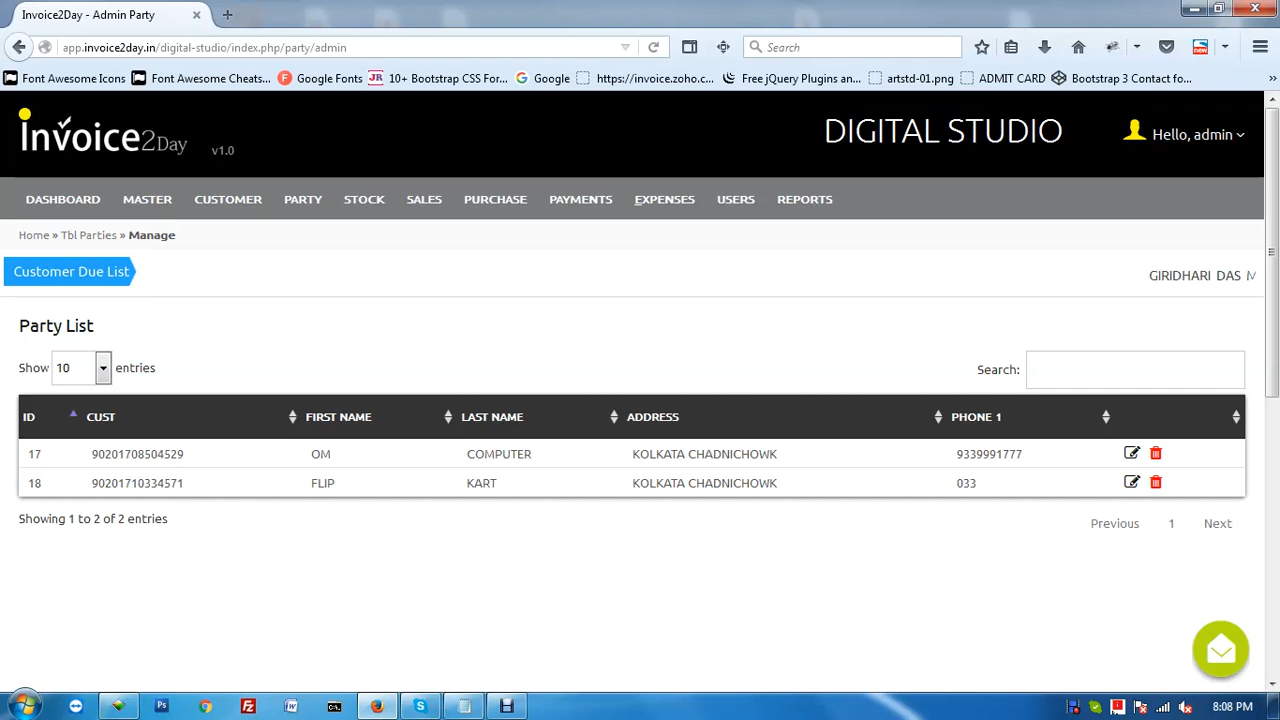 Invoice2Day - Admin Party
app.invoice2day.in/digital-studio/index.php/party/admin
Search
Font Awesome Icons Font Awesome Cheats... Google Fonts 10+ Bootstrap CSS For... Google https://invoice.zoho.c... Free jQuery Plugins an... artstd-01.png ADMIT CARD Bootstrap 3 Contact fo...
Invoice2Day v1.0
DIGITAL STUDIO
Hello, admin
DASHBOARD MASTER CUSTOMER PARTY STOCK SALES PURCHASE PAYMENTS EXPENSES USERS REPORTS
Home » Tbl Parties » Manage
Customer Due List
GIRIDHARI DAS M
Party List
Show 10 entries
Search:
ID CUST FIRST NAME LAST NAME ADDRESS PHONE 1
17 90201708504529 OM COMPUTER KOLKATA CHADNICHOWK 9339991777
18 90201710334571 FLIP KART KOLKATA CHADNICHOWK 033
Showing 1 to 2 of 2 entries
Previous 1 Next
8:08 PM